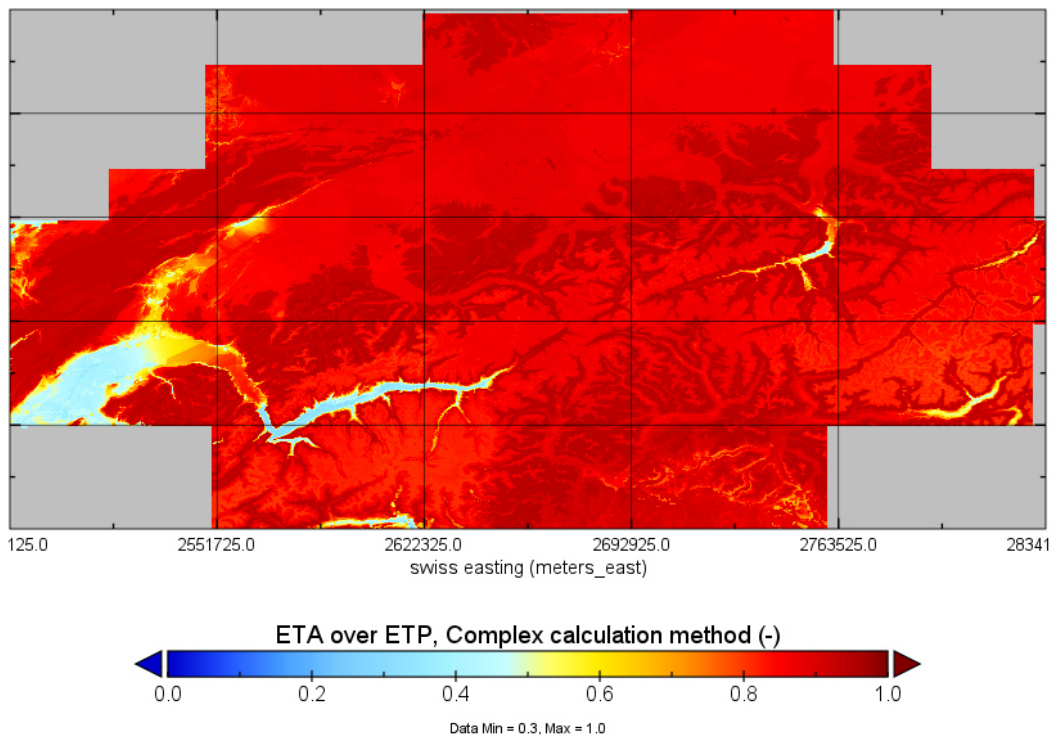 125.0 2551725.0 2622325.0 2692925.0 2763525.0 28341
swiss easting (meters_east)
ETA over ETP, Complex calculation method (-)
0.0 0.2 0.4 0.6 0.8 1.0
Data Min = 0.3, Max = 1.0